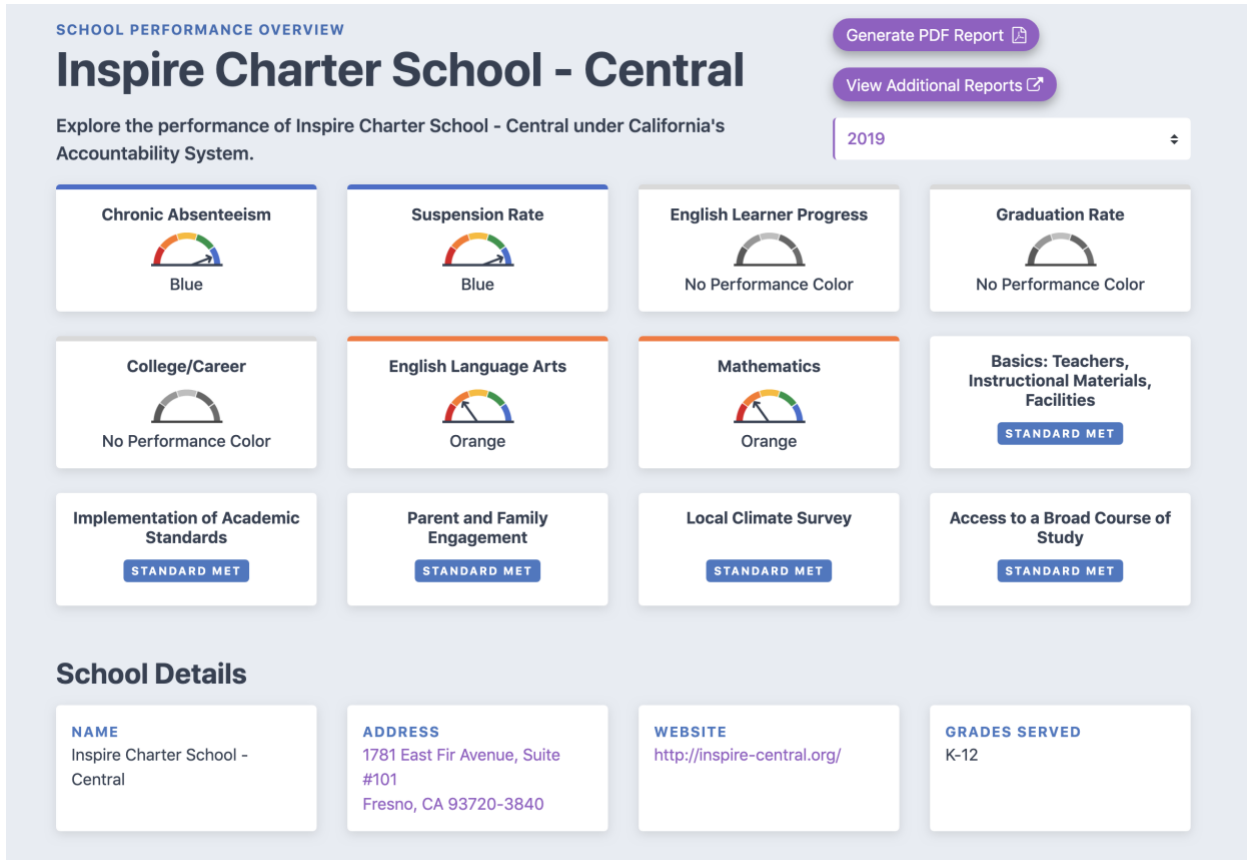 SCHOOL PERFORMANCE OVERVIEW
Inspire Charter School - Central
Explore the performance of Inspire Charter School - Central under California's
Accountability System.
Generate PDF Report
View Additional Reports
2019
Chronic Absenteeism
Blue
Suspension Rate
Blue
English Learner Progress
No Performance Color
Graduation Rate
No Performance Color
College/Career
No Performance Color
English Language Arts
Orange
Mathematics
Orange
Basics: Teachers,
Instructional Materials,
Facilities
STANDARD MET
Implementation of Academic
Standards
STANDARD MET
Parent and Family
Engagement
STANDARD MET
Local Climate Survey
STANDARD MET
Access to a Broad Course of
Study
STANDARD MET
School Details
NAME
Inspire Charter School -
Central
ADDRESS
1781 East Fir Avenue, Suite
#101
Fresno, CA 93720-3840
WEBSITE
http://inspire-central.org/
GRADES SERVED
K-12